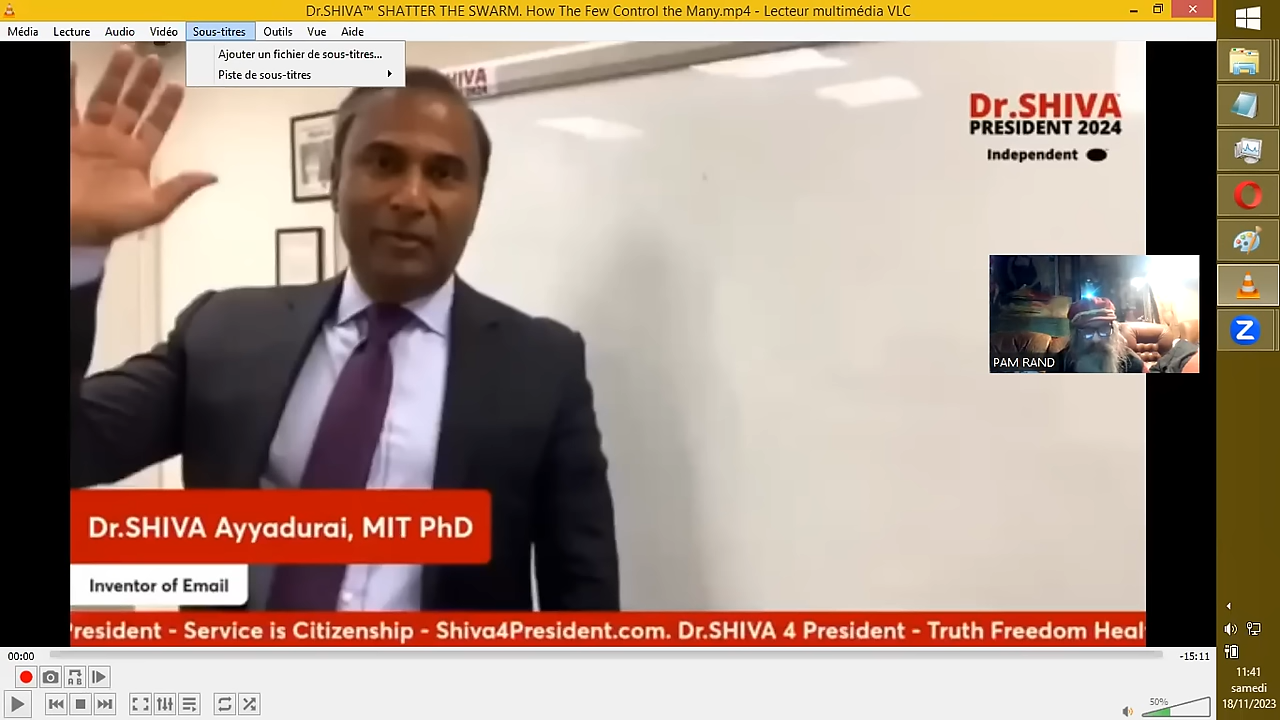 Dr.SHIVA™ SHATTER THE SWARM. How The Few Control the Many.mp4 - Lecteur multimédia VLC
Média Lecture Audio Vidéo Sous-titres Outils Vue Aide
Ajouter un fichier de sous-titres...
Piste de sous-titres
SHIVA
2024
Dr.SHIVA
PRESIDENT 2024
Independent
PAM RAND
Dr.SHIVA Ayyadurai, MIT PhD
Inventor of Email
President - Service is Citizenship - Shiva4President.com. Dr.SHIVA 4 President - Truth Freedom Heal
00:00
-15:11
50%
11:41
samedi
18/11/2023